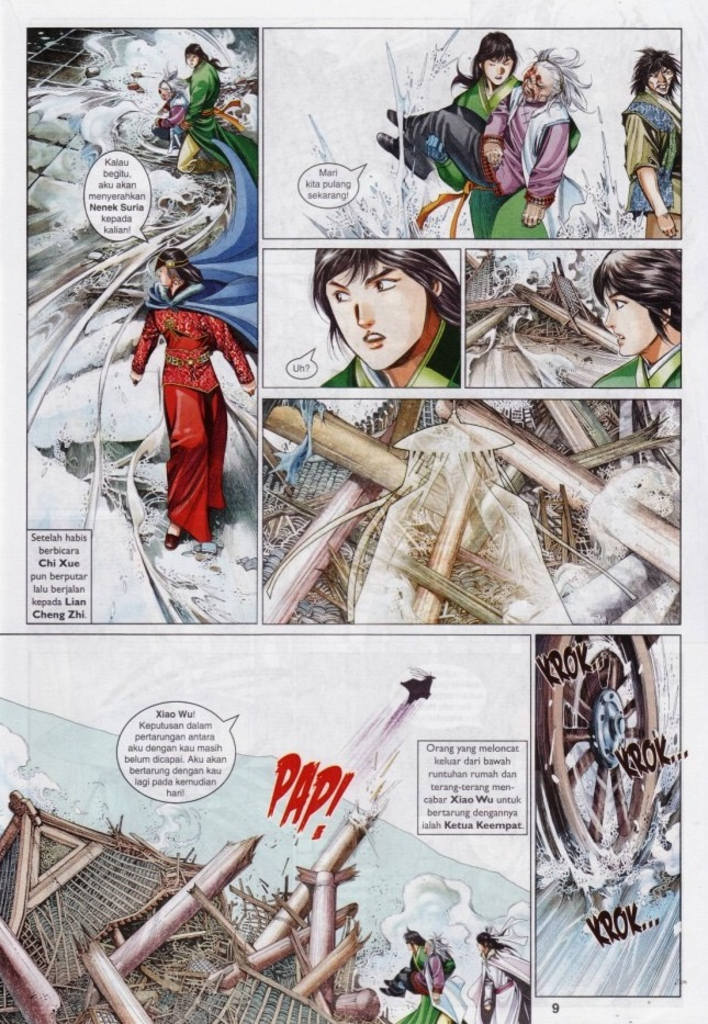 Kalau
begitu,
aku akan
menyerahkan
Nenek Suria
kepada
kalian!
Setelah habis
berbicara
Chi Xue
pun berputar
lalu berjalan
kepada Lian
Cheng Zhi.
Mari
kita pulang
sekarang!
Uh?
Xiao Wu!
Keputusan dalam
pertarungan antara
aku dengan kau masih
belum dicapai. Aku akan
bertarung dengan kau
lagi pada kemudian
hari!
PAP!
Orang yang meloncat
keluar dari bawah
runtuhan rumah dan
terang-terang men-
cabar Xiao Wu untuk
bertarung dengannya
ialah Ketua Keempat.
KROK...
KROK...
KROK...
9